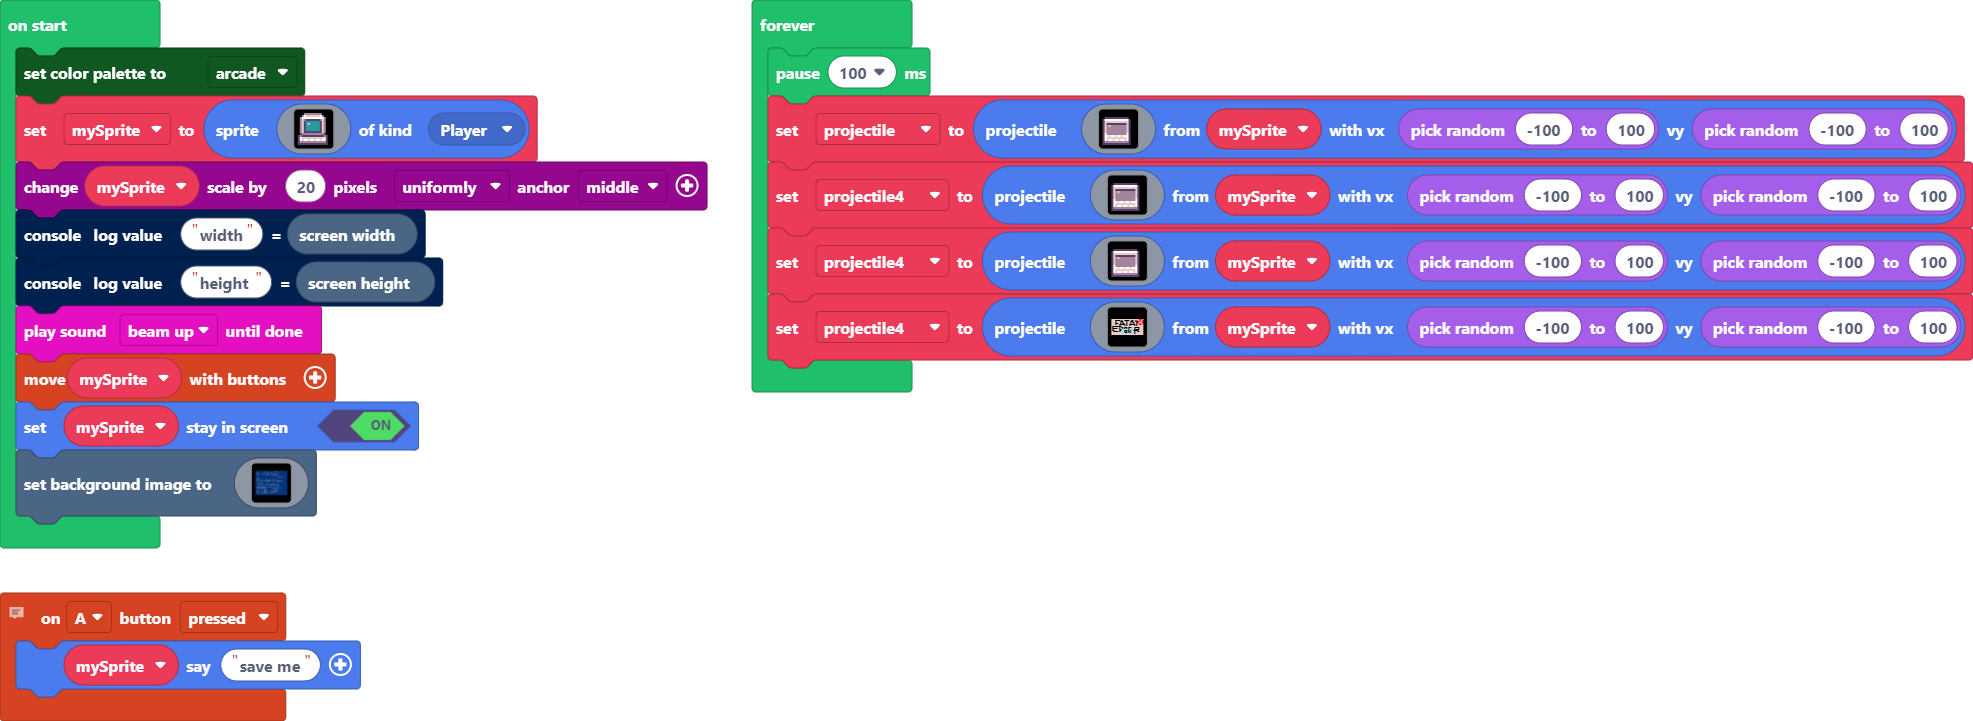 on start
set color palette to arcade
set mySprite to sprite of kind Player
change mySprite scale by 20 pixels uniformly anchor middle
console log value "width" = screen width
console log value "height" = screen height
play sound beam up until done
move mySprite with buttons
set mySprite stay in screen ON
set background image to
on A button pressed
mySprite say "save me"
forever
pause 100 ms
set projectile to projectile from mySprite with vx pick random -100 to 100 vy pick random -100 to 100
set projectile4 to projectile from mySprite with vx pick random -100 to 100 vy pick random -100 to 100
set projectile4 to projectile from mySprite with vx pick random -100 to 100 vy pick random -100 to 100
set projectile4 to projectile from mySprite with vx pick random -100 to 100 vy pick random -100 to 100